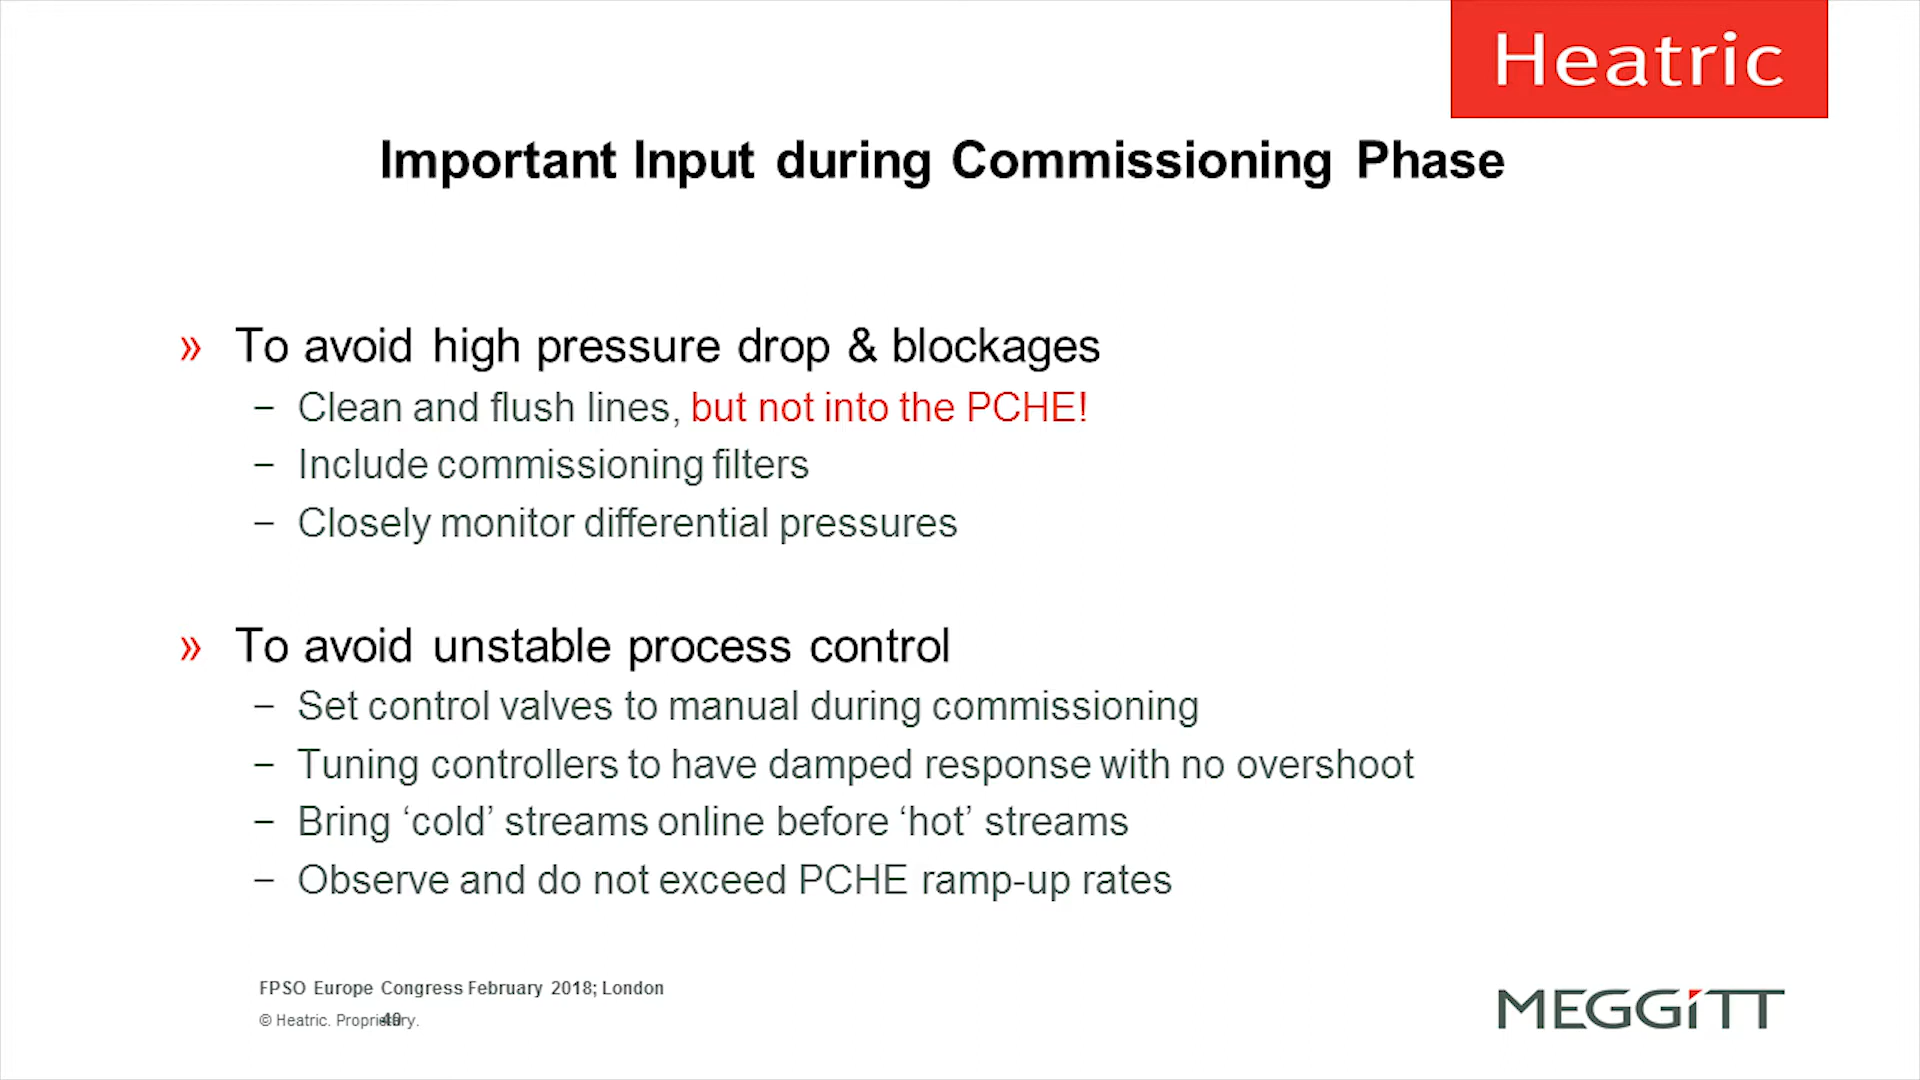 Heatric
Important Input during Commissioning Phase
» To avoid high pressure drop & blockages
– Clean and flush lines, but not into the PCHE!
– Include commissioning filters
– Closely monitor differential pressures
» To avoid unstable process control
– Set control valves to manual during commissioning
– Tuning controllers to have damped response with no overshoot
– Bring ‘cold’ streams online before ‘hot’ streams
– Observe and do not exceed PCHE ramp-up rates
FPSO Europe Congress February 2018; London
© Heatric. Proprietary.
MEGGiTT